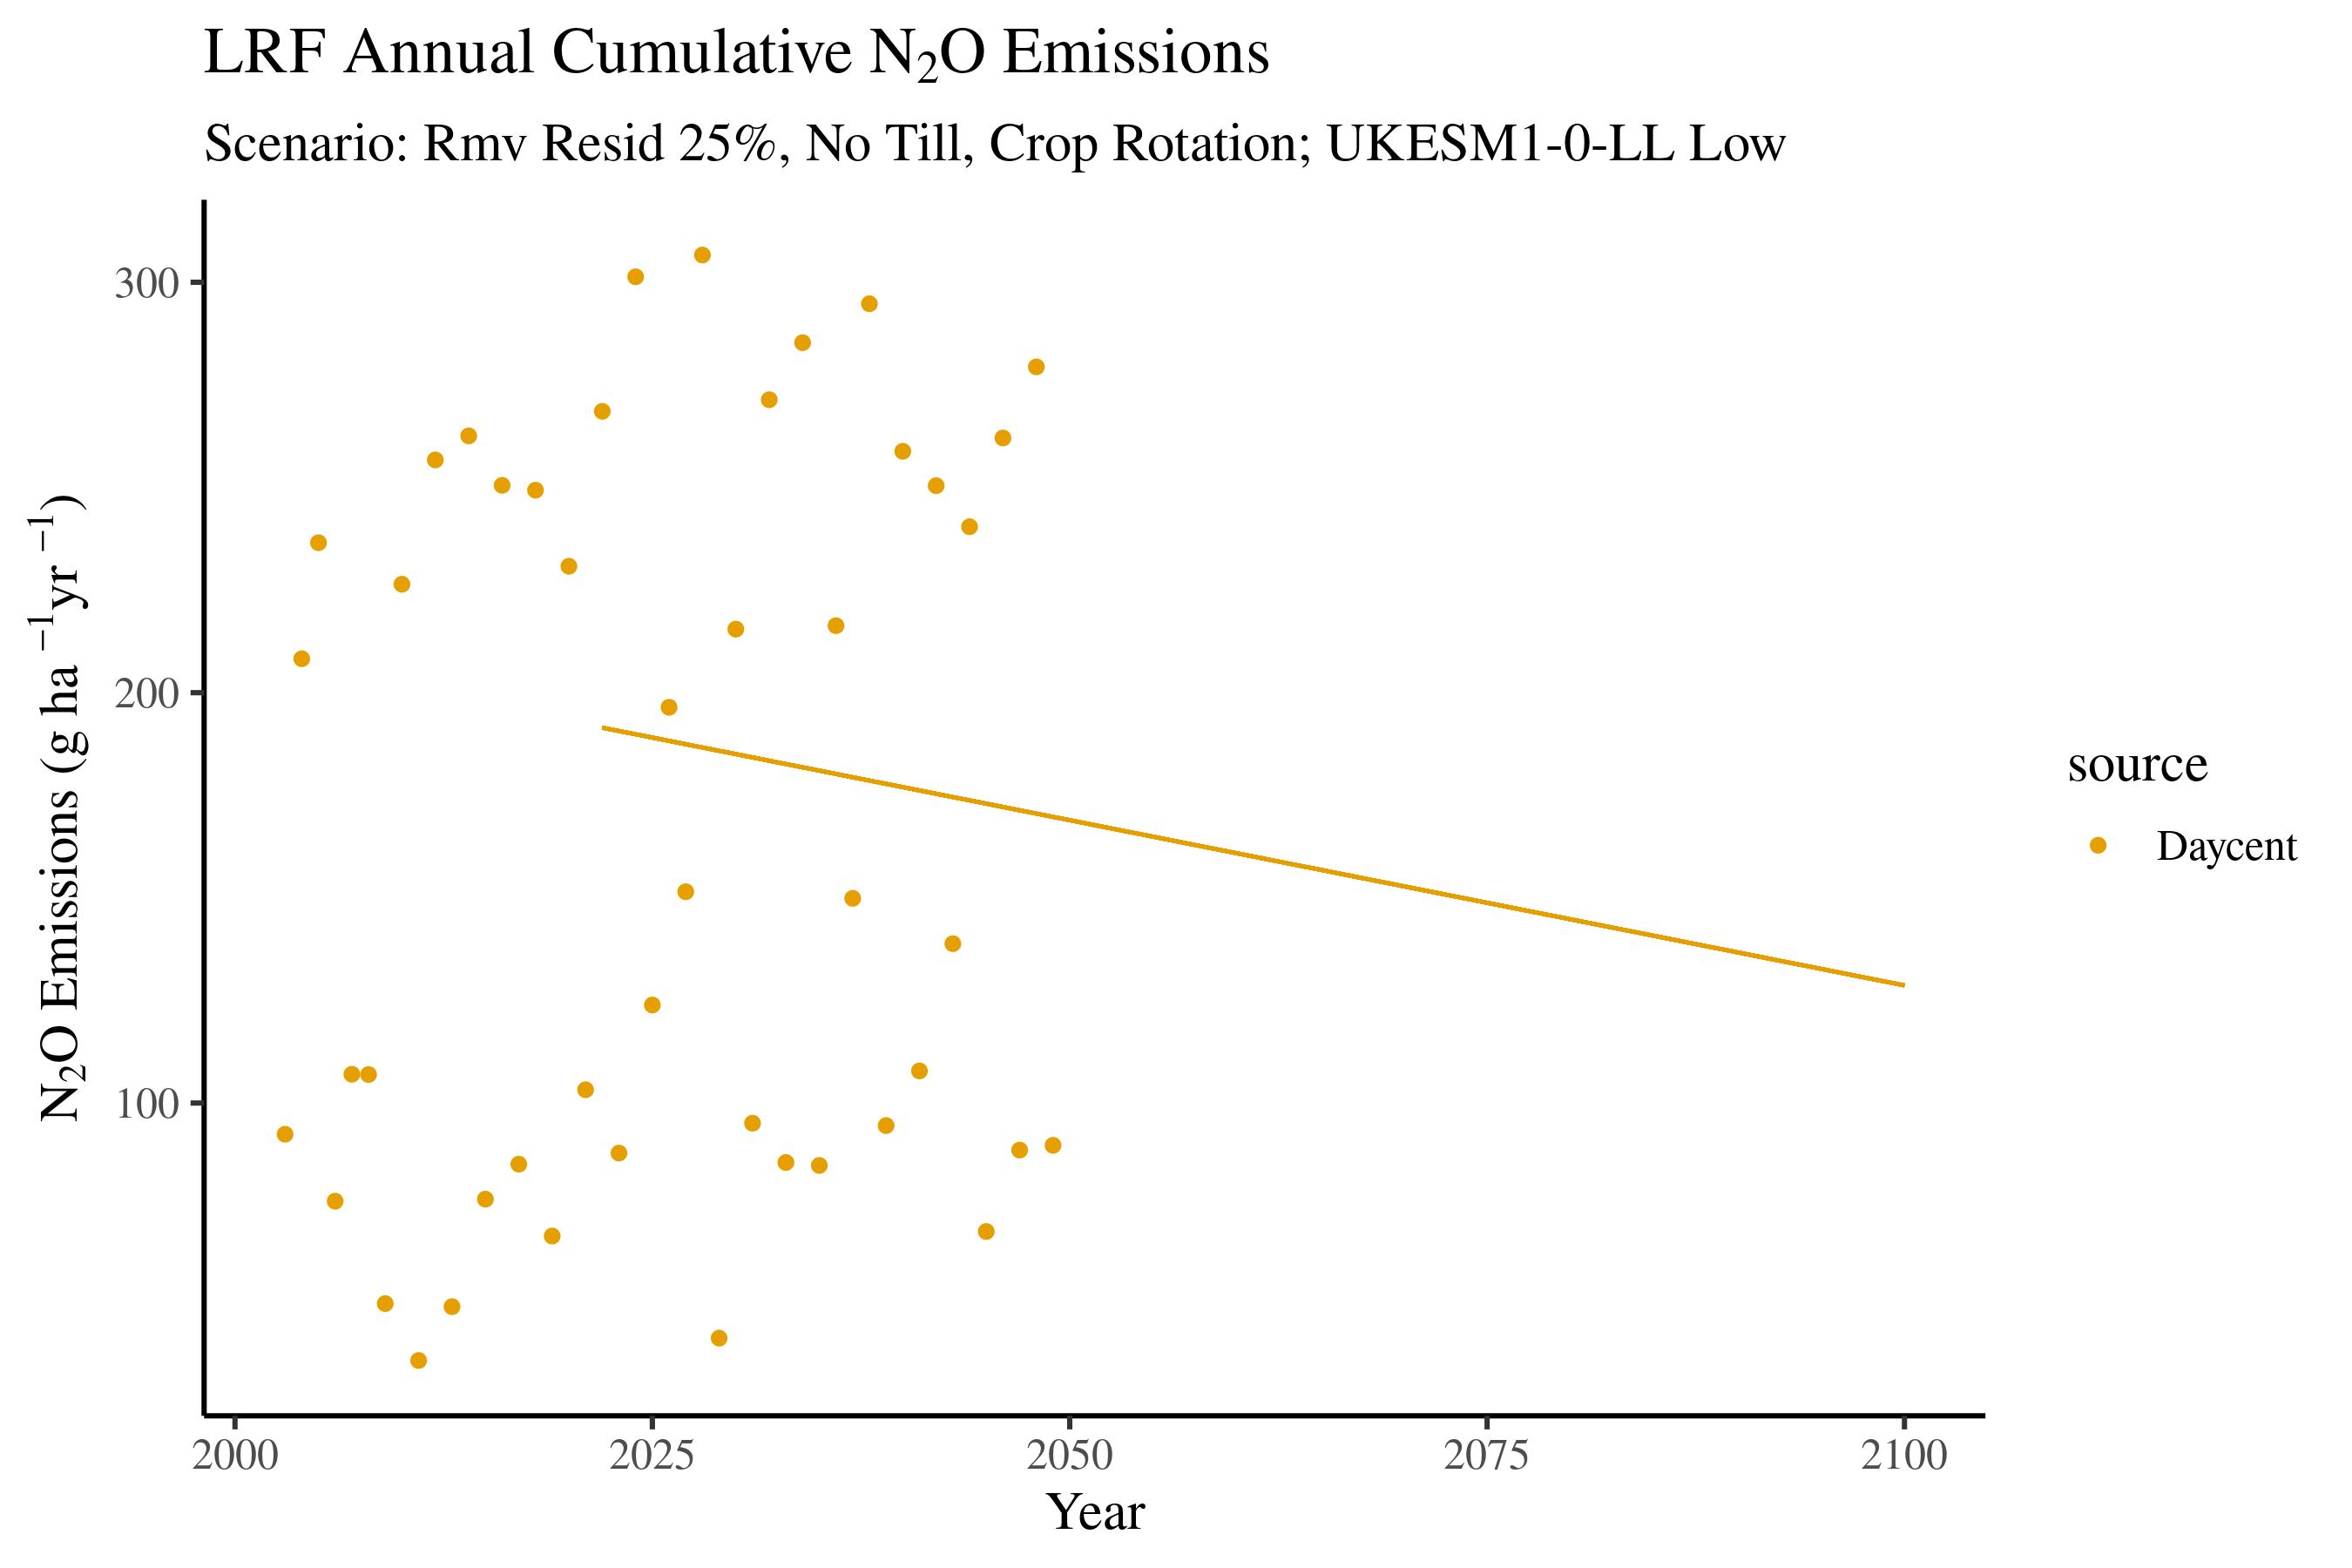 LRF Annual Cumulative N₂O Emissions
Scenario: Rmv Resid 25%, No Till, Crop Rotation; UKESM1-0-LL Low
N₂O Emissions (g ha⁻¹yr⁻¹)
300
200
100
2000 2025 2050 2075 2100
Year
source
Daycent